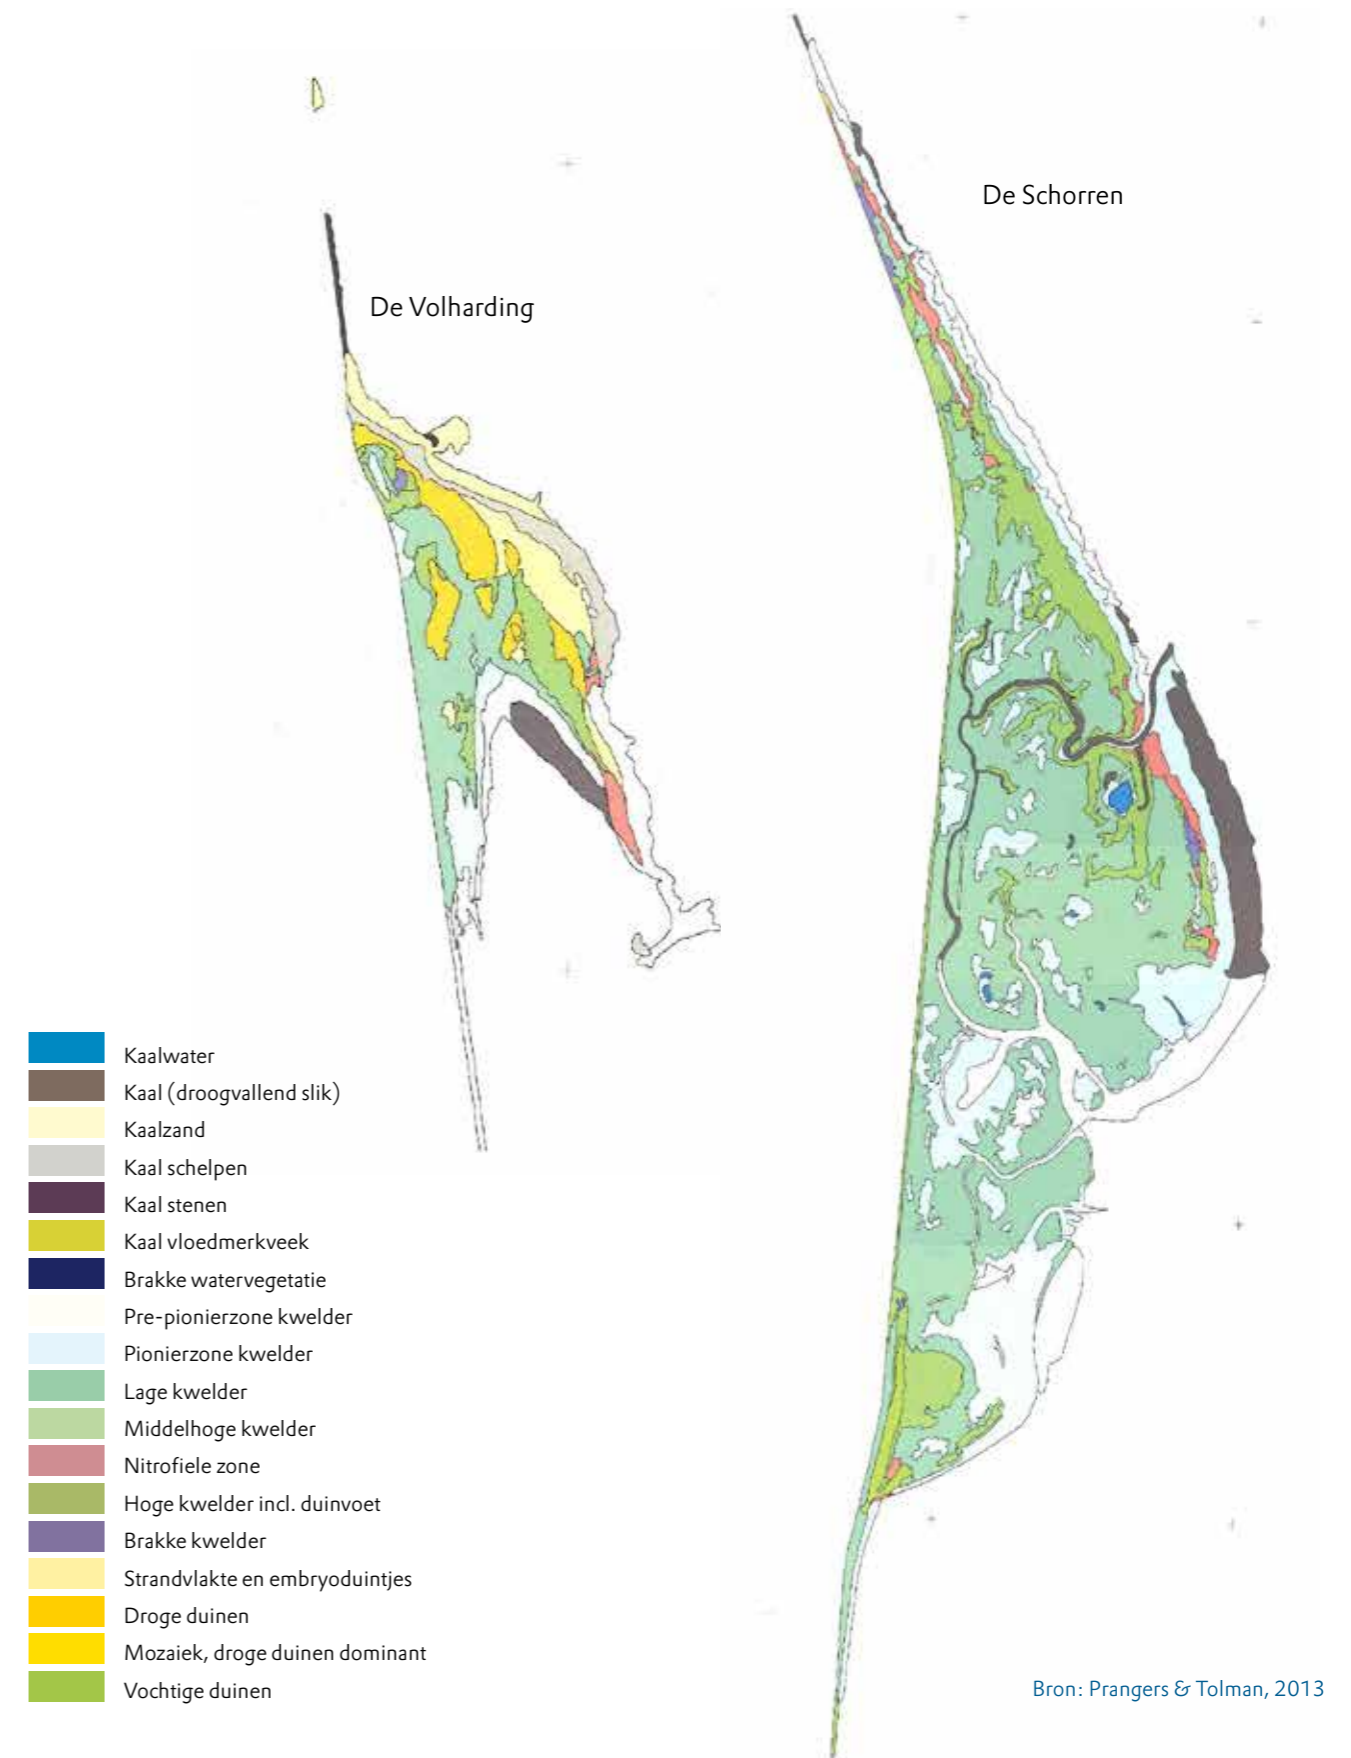 De Schorren
De Volharding
Kaalwater
Kaal (droogvallend slik)
Kaalzand
Kaal schelpen
Kaal stenen
Kaal vloedmerkveek
Brakke watervegetatie
Pre-pionierzone kwelder
Pionierzone kwelder
Lage kwelder
Middelhoge kwelder
Nitrofiele zone
Hoge kwelder incl. duinvoet
Brakke kwelder
Strandvlakte en embryoduintjes
Droge duinen
Mozaiek, droge duinen dominant
Vochtige duinen
Bron: Prangers & Tolman, 2013